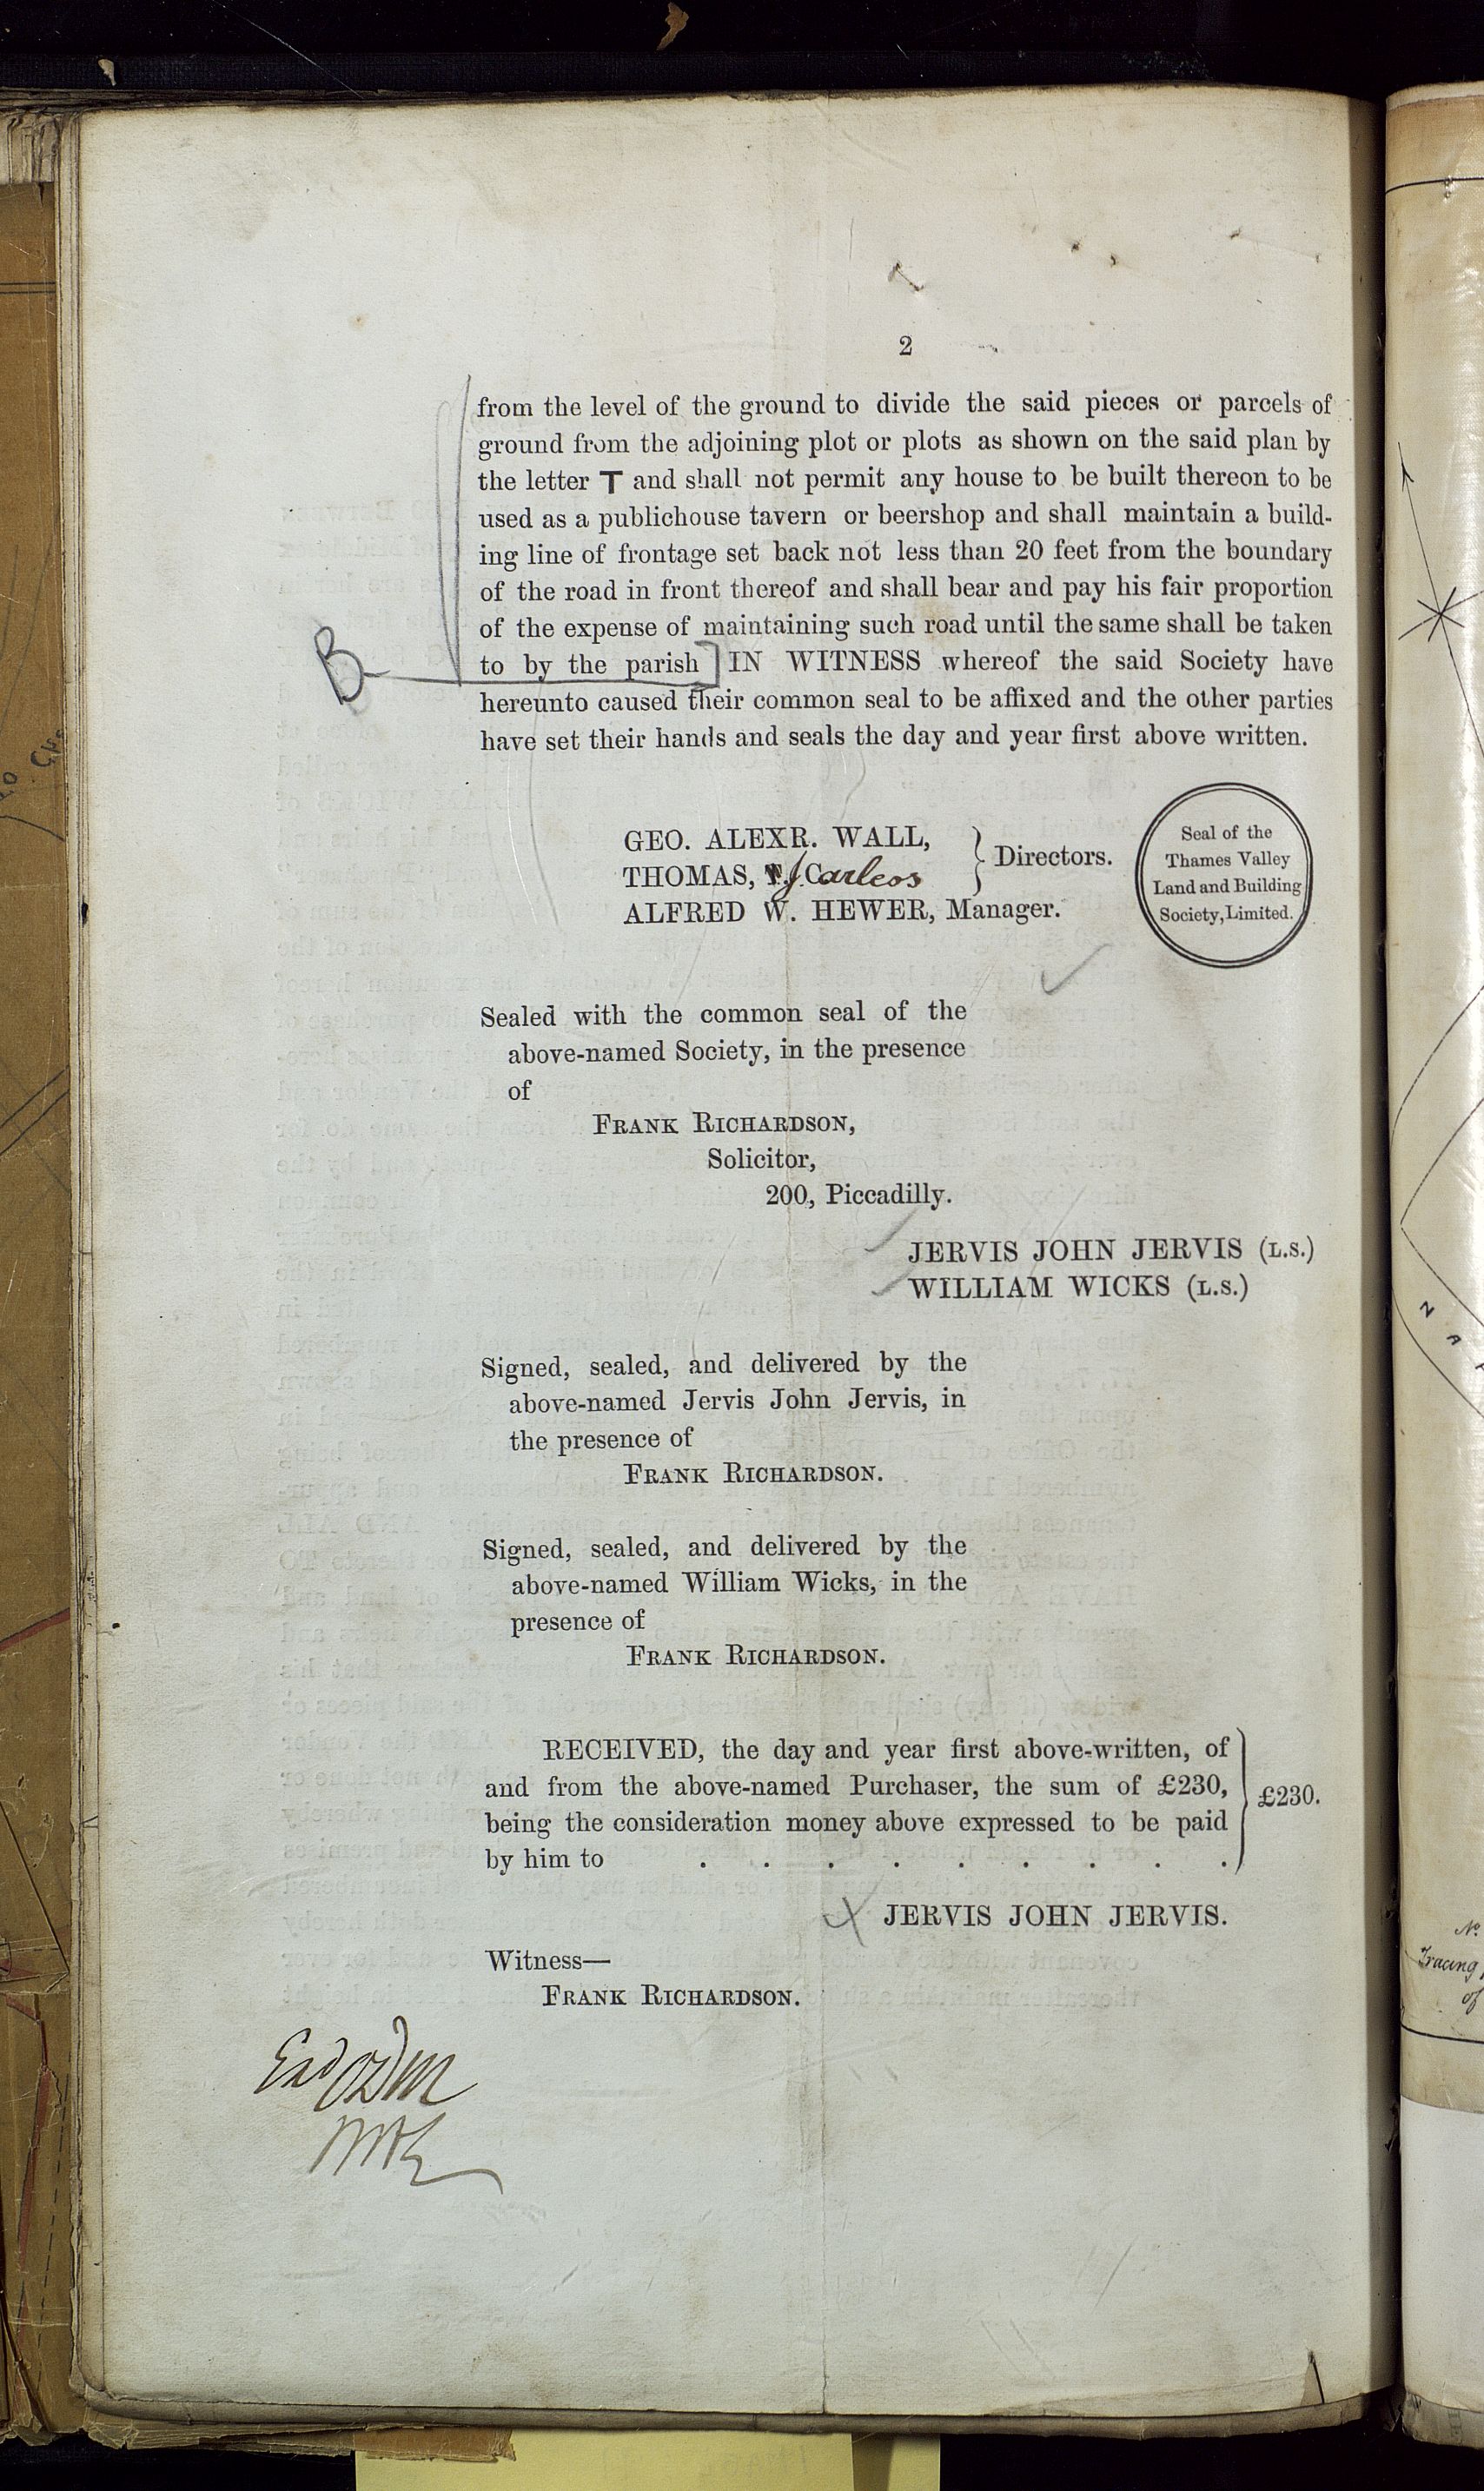 2
from the level of the ground to divide the said pieces or parcels of
ground from the adjoining plot or plots as shown on the said plan by
the letter T and shall not permit any house to be built thereon to be
used as a publichouse tavern or beershop and shall maintain a build-
ing line of frontage set back not less than 20 feet from the boundary
of the road in front thereof and shall bear and pay his fair proportion
of the expense of maintaining such road until the same shall be taken
B
to by the parish] IN WITNESS whereof the said Society have
hereunto caused their common seal to be affixed and the other parties
have set their hands and seals the day and year first above written.
GEO. ALEXR. WALL,
THOMAS, J. Carleos
} Directors.
ALFRED W. HEWER, Manager.
Seal of the
Thames Valley
Land and Building
Society, Limited.
Sealed with the common seal of the
above-named Society, in the presence
of
FRANK RICHARDSON,
Solicitor,
200, Piccadilly.
JERVIS JOHN JERVIS (L.S.)
WILLIAM WICKS (L.S.)
Signed, sealed, and delivered by the
above-named Jervis John Jervis, in
the presence of
FRANK RICHARDSON.
Signed, sealed, and delivered by the
above-named William Wicks, in the
presence of
FRANK RICHARDSON.
RECEIVED, the day and year first above-written, of
and from the above-named Purchaser, the sum of £230,
being the consideration money above expressed to be paid
by him to . . . . . . . . .
£230.
JERVIS JOHN JERVIS.
Witness—
FRANK RICHARDSON.
No.
Tracing
of